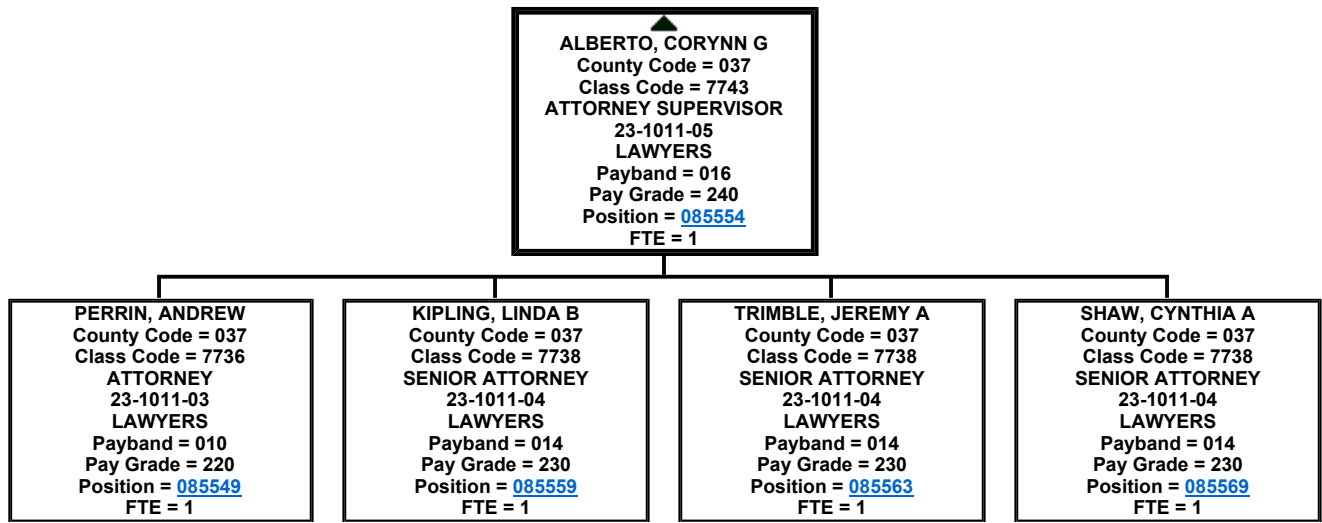 ALBERTO, CORYNN G
County Code = 037
Class Code = 7743
ATTORNEY SUPERVISOR
23-1011-05
LAWYERS
Payband = 016
Pay Grade = 240
Position = 085554
FTE = 1
PERRIN, ANDREW
County Code = 037
Class Code = 7736
ATTORNEY
23-1011-03
LAWYERS
Payband = 010
Pay Grade = 220
Position = 085549
FTE = 1
KIPLING, LINDA B
County Code = 037
Class Code = 7738
SENIOR ATTORNEY
23-1011-04
LAWYERS
Payband = 014
Pay Grade = 230
Position = 085559
FTE = 1
TRIMBLE, JEREMY A
County Code = 037
Class Code = 7738
SENIOR ATTORNEY
23-1011-04
LAWYERS
Payband = 014
Pay Grade = 230
Position = 085563
FTE = 1
SHAW, CYNTHIA A
County Code = 037
Class Code = 7738
SENIOR ATTORNEY
23-1011-04
LAWYERS
Payband = 014
Pay Grade = 230
Position = 085569
FTE = 1